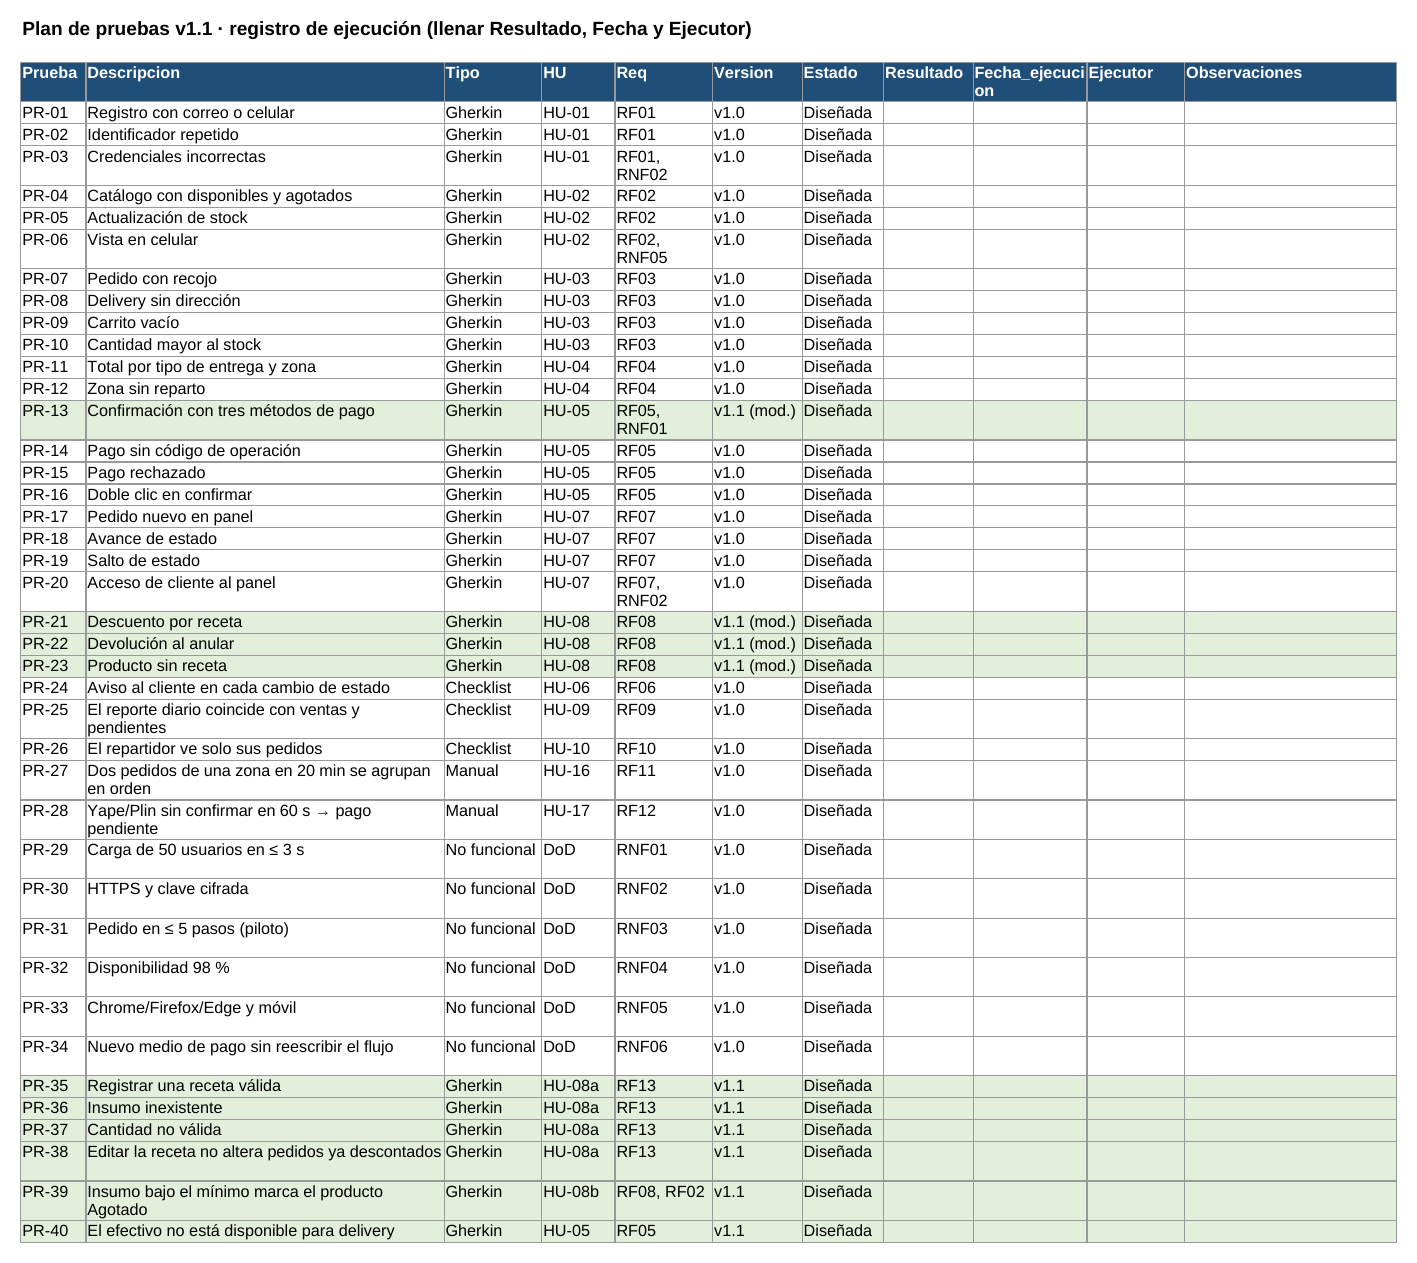 Plan de pruebas v1.1 · registro de ejecución (llenar Resultado, Fecha y Ejecutor)
Prueba Descripcion Tipo HU Req Version Estado Resultado Fecha_ejecuci Ejecutor Observaciones
on
PR-01 Registro con correo o celular Gherkin HU-01 RF01 v1.0 Diseñada
PR-02 Identificador repetido Gherkin HU-01 RF01 v1.0 Diseñada
PR-03 Credenciales incorrectas Gherkin HU-01 RF01, v1.0 Diseñada
RNF02
PR-04 Catálogo con disponibles y agotados Gherkin HU-02 RF02 v1.0 Diseñada
PR-05 Actualización de stock Gherkin HU-02 RF02 v1.0 Diseñada
PR-06 Vista en celular Gherkin HU-02 RF02, v1.0 Diseñada
RNF05
PR-07 Pedido con recojo Gherkin HU-03 RF03 v1.0 Diseñada
PR-08 Delivery sin dirección Gherkin HU-03 RF03 v1.0 Diseñada
PR-09 Carrito vacío Gherkin HU-03 RF03 v1.0 Diseñada
PR-10 Cantidad mayor al stock Gherkin HU-03 RF03 v1.0 Diseñada
PR-11 Total por tipo de entrega y zona Gherkin HU-04 RF04 v1.0 Diseñada
PR-12 Zona sin reparto Gherkin HU-04 RF04 v1.0 Diseñada
PR-13 Confirmación con tres métodos de pago Gherkin HU-05 RF05, v1.1 (mod.) Diseñada
RNF01
PR-14 Pago sin código de operación Gherkin HU-05 RF05 v1.0 Diseñada
PR-15 Pago rechazado Gherkin HU-05 RF05 v1.0 Diseñada
PR-16 Doble clic en confirmar Gherkin HU-05 RF05 v1.0 Diseñada
PR-17 Pedido nuevo en panel Gherkin HU-07 RF07 v1.0 Diseñada
PR-18 Avance de estado Gherkin HU-07 RF07 v1.0 Diseñada
PR-19 Salto de estado Gherkin HU-07 RF07 v1.0 Diseñada
PR-20 Acceso de cliente al panel Gherkin HU-07 RF07, v1.0 Diseñada
RNF02
PR-21 Descuento por receta Gherkin HU-08 RF08 v1.1 (mod.) Diseñada
PR-22 Devolución al anular Gherkin HU-08 RF08 v1.1 (mod.) Diseñada
PR-23 Producto sin receta Gherkin HU-08 RF08 v1.1 (mod.) Diseñada
PR-24 Aviso al cliente en cada cambio de estado Checklist HU-06 RF06 v1.0 Diseñada
PR-25 El reporte diario coincide con ventas y Checklist HU-09 RF09 v1.0 Diseñada
pendientes
PR-26 El repartidor ve solo sus pedidos Checklist HU-10 RF10 v1.0 Diseñada
PR-27 Dos pedidos de una zona en 20 min se agrupan Manual HU-16 RF11 v1.0 Diseñada
en orden
PR-28 Yape/Plin sin confirmar en 60 s → pago Manual HU-17 RF12 v1.0 Diseñada
pendiente
PR-29 Carga de 50 usuarios en ≤ 3 s No funcional DoD RNF01 v1.0 Diseñada
PR-30 HTTPS y clave cifrada No funcional DoD RNF02 v1.0 Diseñada
PR-31 Pedido en ≤ 5 pasos (piloto) No funcional DoD RNF03 v1.0 Diseñada
PR-32 Disponibilidad 98 % No funcional DoD RNF04 v1.0 Diseñada
PR-33 Chrome/Firefox/Edge y móvil No funcional DoD RNF05 v1.0 Diseñada
PR-34 Nuevo medio de pago sin reescribir el flujo No funcional DoD RNF06 v1.0 Diseñada
PR-35 Registrar una receta válida Gherkin HU-08a RF13 v1.1 Diseñada
PR-36 Insumo inexistente Gherkin HU-08a RF13 v1.1 Diseñada
PR-37 Cantidad no válida Gherkin HU-08a RF13 v1.1 Diseñada
PR-38 Editar la receta no altera pedidos ya descontados Gherkin HU-08a RF13 v1.1 Diseñada
PR-39 Insumo bajo el mínimo marca el producto Gherkin HU-08b RF08, RF02 v1.1 Diseñada
Agotado
PR-40 El efectivo no está disponible para delivery Gherkin HU-05 RF05 v1.1 Diseñada